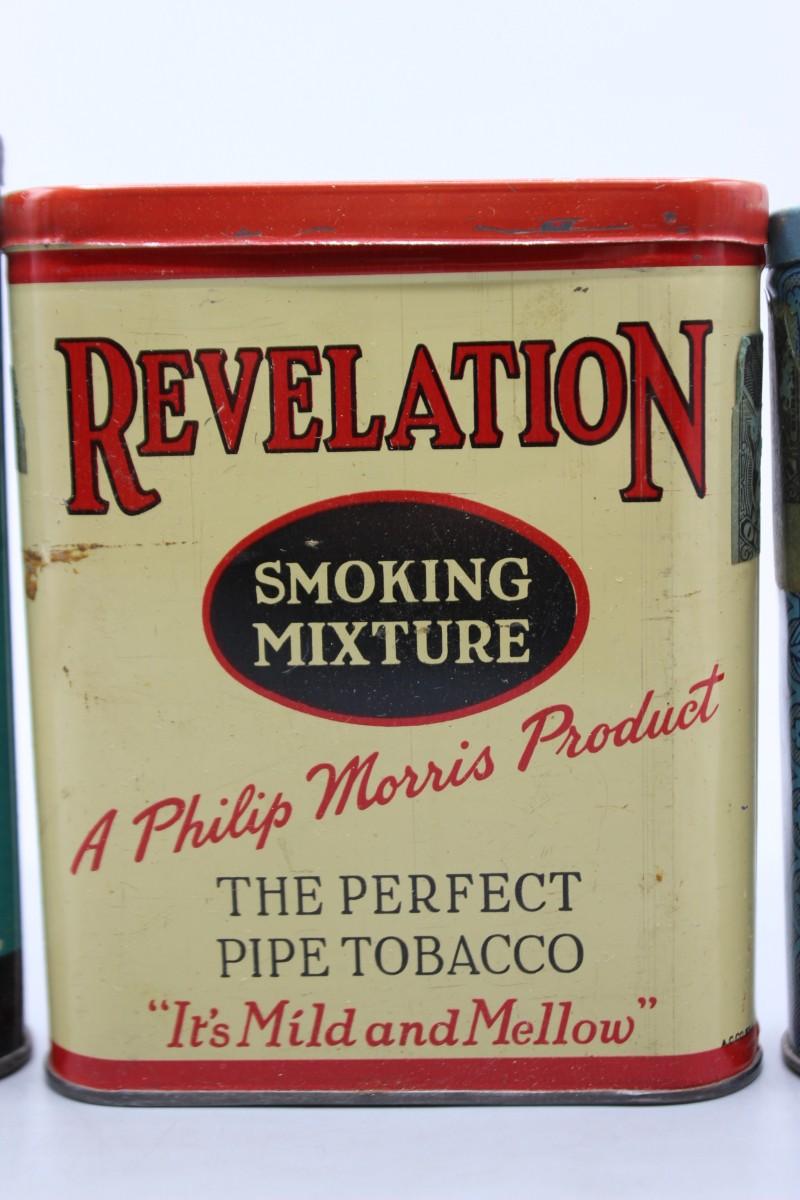 REVELATION
SMOKING
MIXTURE
A Philip Morris Product
THE PERFECT
PIPE TOBACCO
"It's Mild and Mellow"